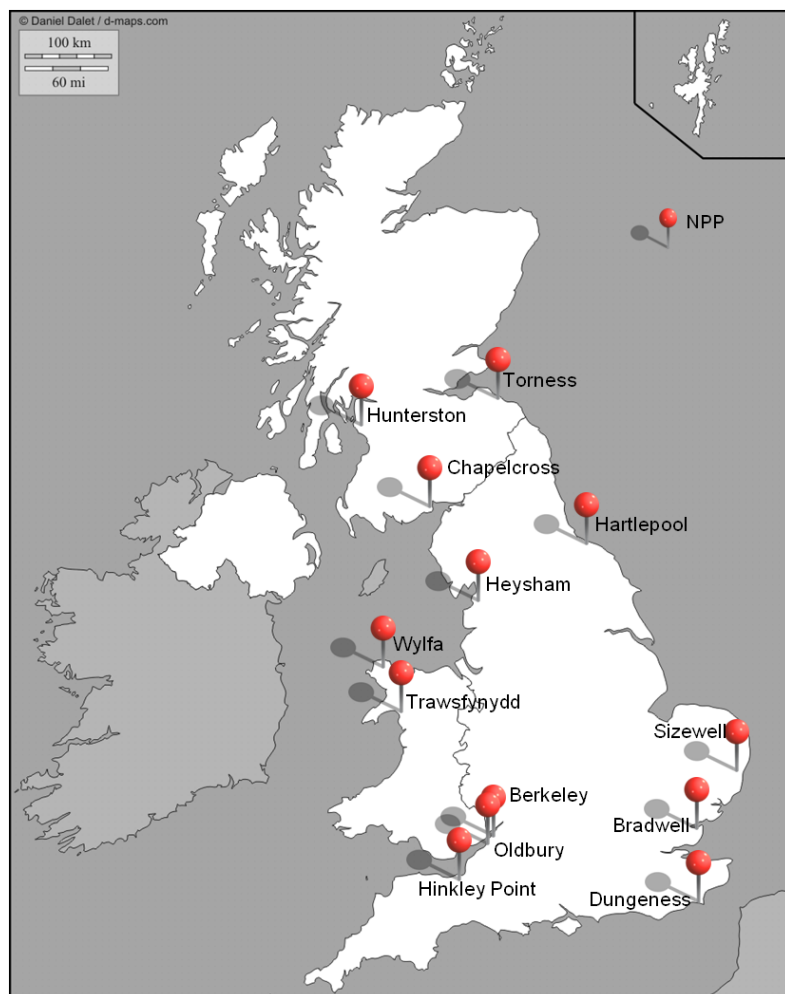 © Daniel Dalet / d-maps.com
100 km
60 mi
NPP
Torness
Hunterston
Chapelcross
Hartlepool
Heysham
Wylfa
Trawsfynydd
Sizewell
Berkeley
Bradwell
Oldbury
Hinkley Point
Dungeness